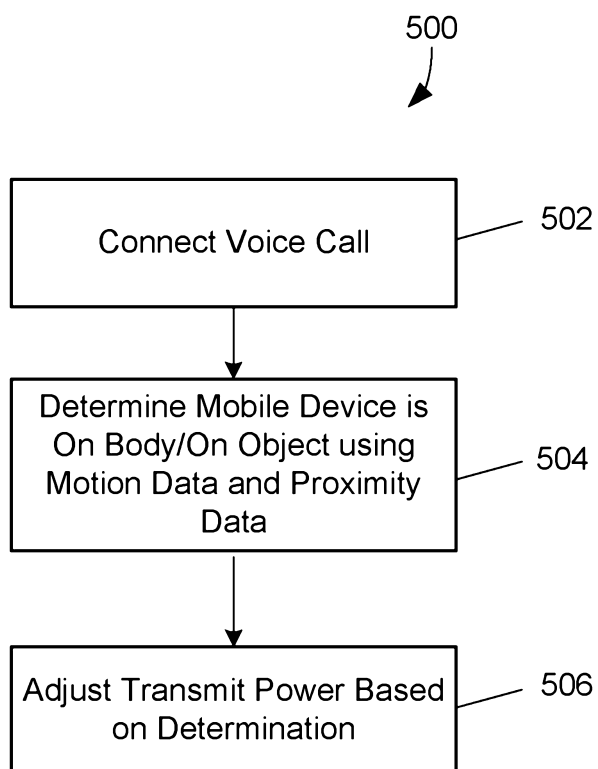 500
Connect Voice Call
502
Determine Mobile Device is
On Body/On Object using
Motion Data and Proximity
Data
504
Adjust Transmit Power Based
on Determination
506